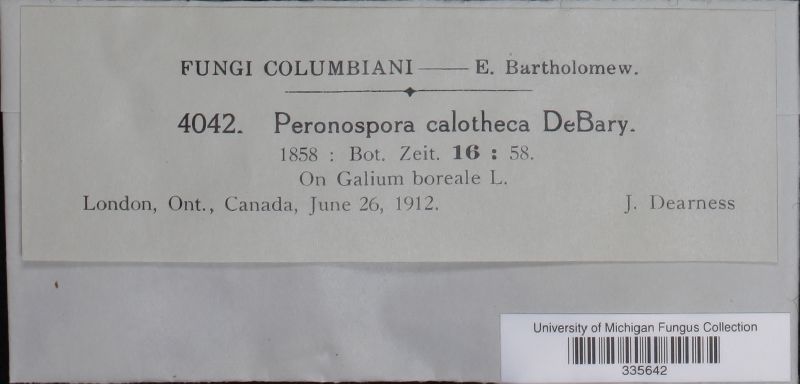 FUNGI COLUMBIANI —— E. Bartholomew.
4042. Peronospora calotheca DeBary.
1858 : Bot. Zeit. 16 : 58.
On Galium boreale L.
London, Ont., Canada, June 26, 1912. J. Dearness
University of Michigan Fungus Collection
335642